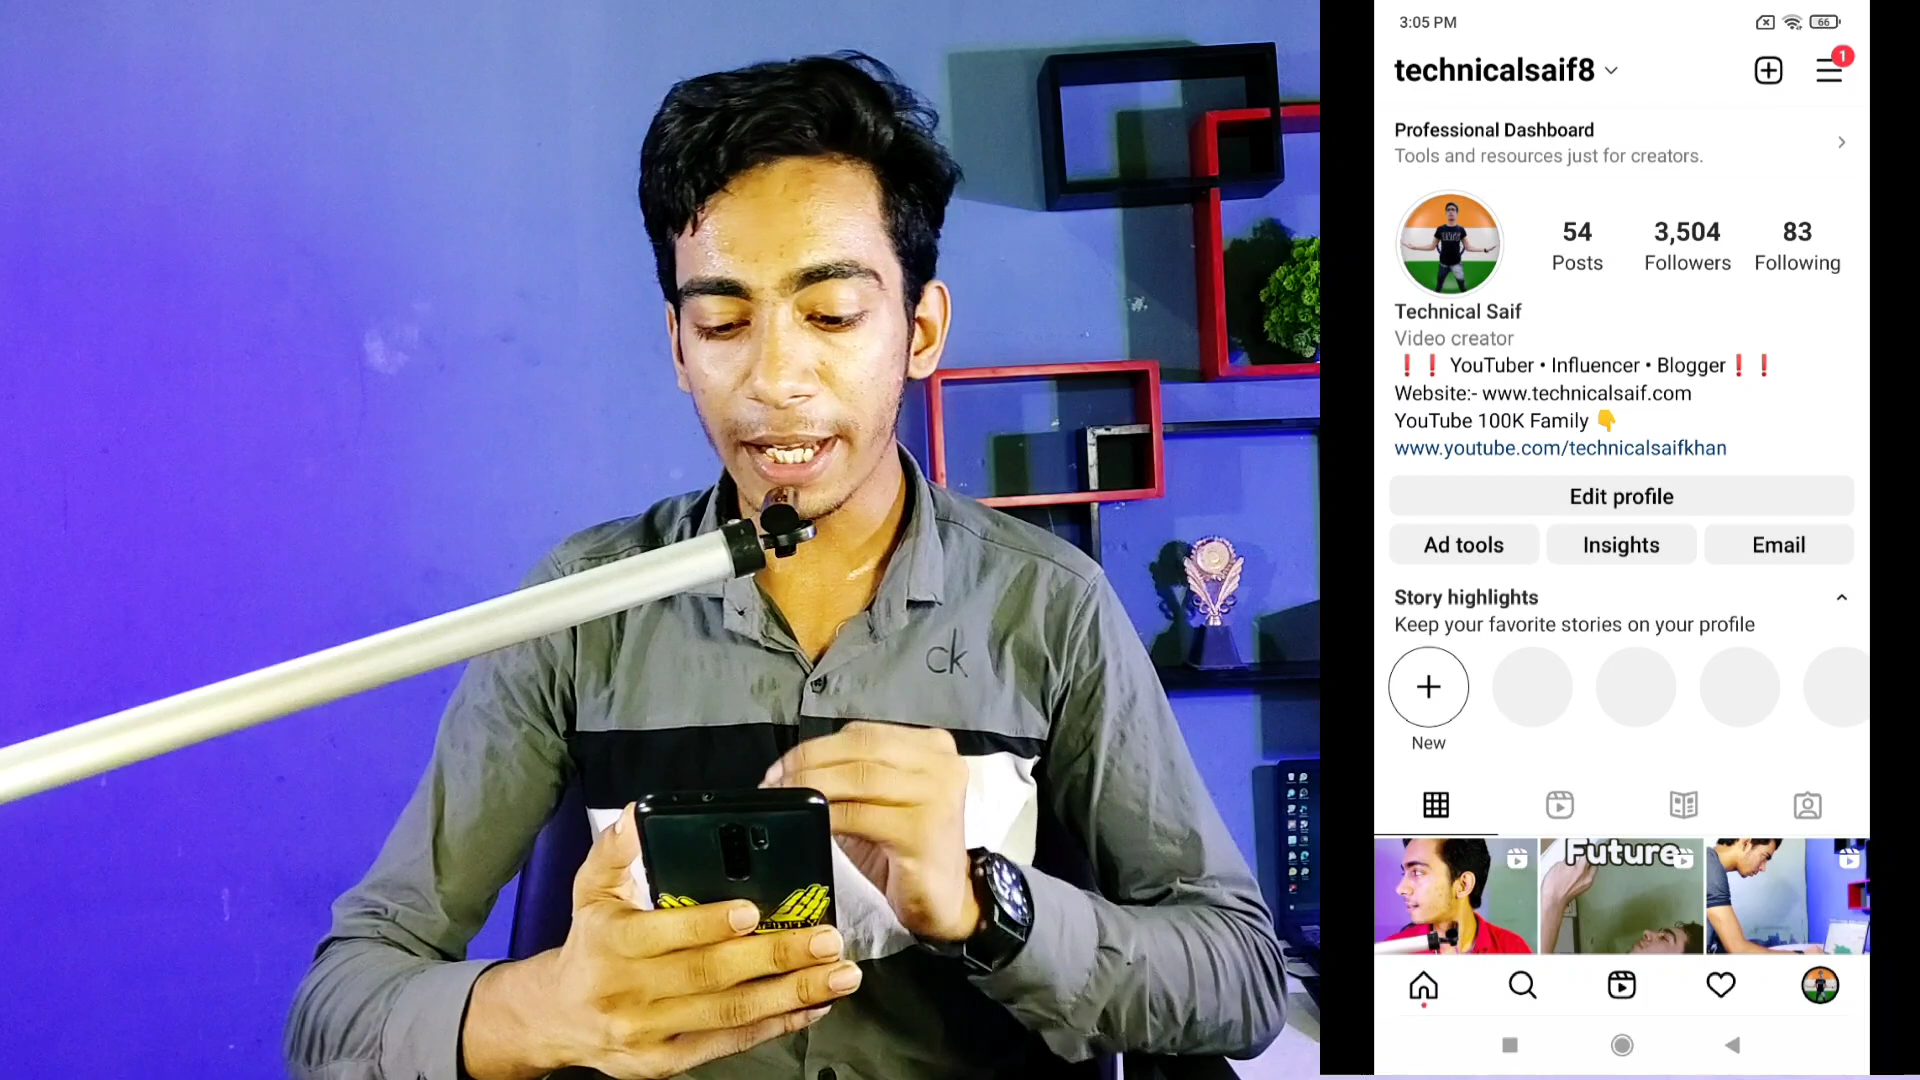 3:05 PM
66
technicalsaif8
1
Professional Dashboard
Tools and resources just for creators.
54
Posts
3,504
Followers
83
Following
Technical Saif
Video creator
❗❗ YouTuber • Influencer • Blogger❗❗
Website:- www.technicalsaif.com
YouTube 100K Family 👇
www.youtube.com/technicalsaifkhan
Edit profile
Ad tools
Insights
Email
Story highlights
Keep your favorite stories on your profile
New
Future
ck